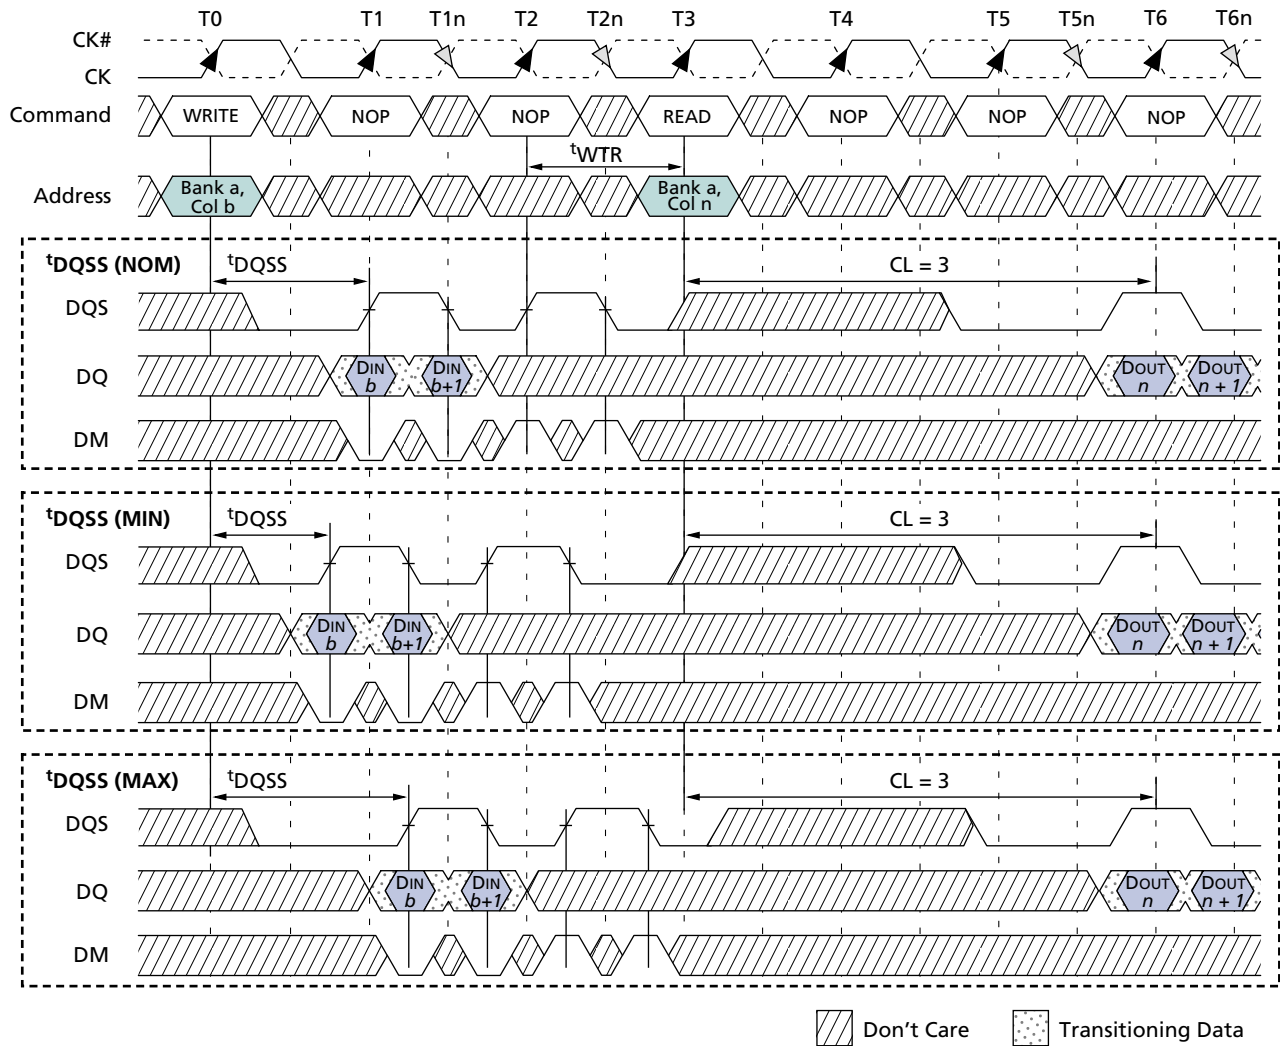 T0 T1 T1n T2 T2n T3 T4 T5 T5n T6 T6n
CK#
CK
Command WRITE NOP NOP READ NOP NOP NOP
tWTR
Address Bank a, Col b Bank a, Col n
tDQSS (NOM) tDQSS CL = 3
DQS
DQ DIN b DIN b+1 DOUT n DOUT n + 1
DM
tDQSS (MIN) tDQSS CL = 3
DQS
DQ DIN b DIN b+1 DOUT n DOUT n + 1
DM
tDQSS (MAX) tDQSS CL = 3
DQS
DQ DIN b DIN b+1 DOUT n DOUT n + 1
DM
Don't Care Transitioning Data